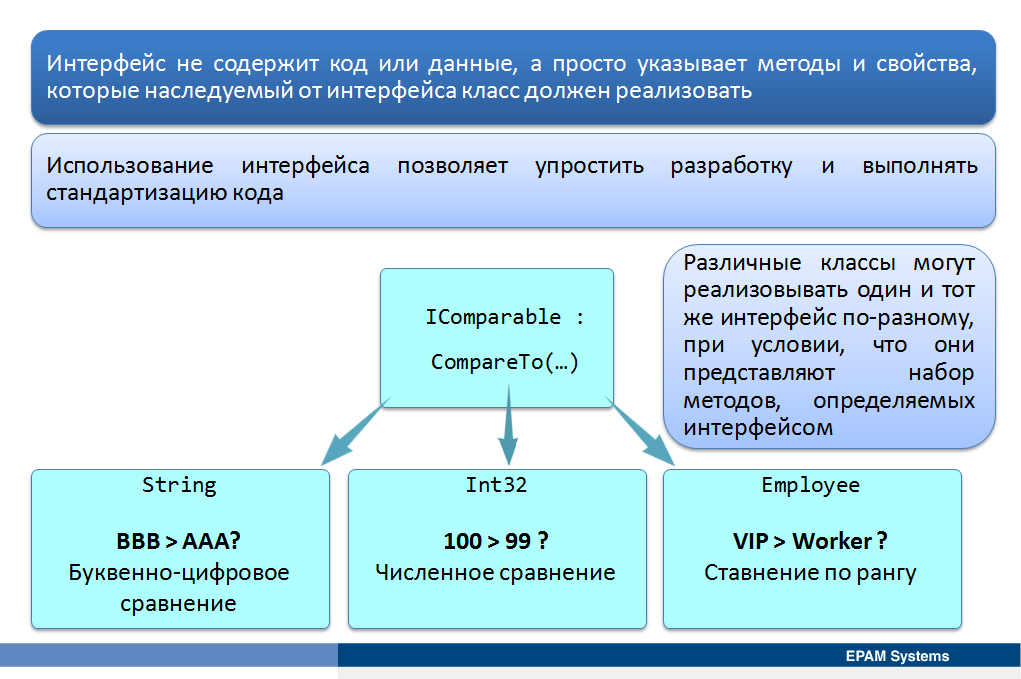 Интерфейс не содержит код или данные, а просто указывает методы и свойства,
которые наследуемый от интерфейса класс должен реализовать
Использование интерфейса позволяет упростить разработку и выполнять
стандартизацию кода
Различные классы могут
реализовывать один и тот
же интерфейс по-разному,
при условии, что они
представляют набор
методов, определяемых
интерфейсом
IComparable :
CompareTo(…)
String
BBB > AAA?
Буквенно-цифровое
сравнение
Int32
100 > 99 ?
Численное сравнение
Employee
VIP > Worker ?
Ставнение по рангу
EPAM Systems